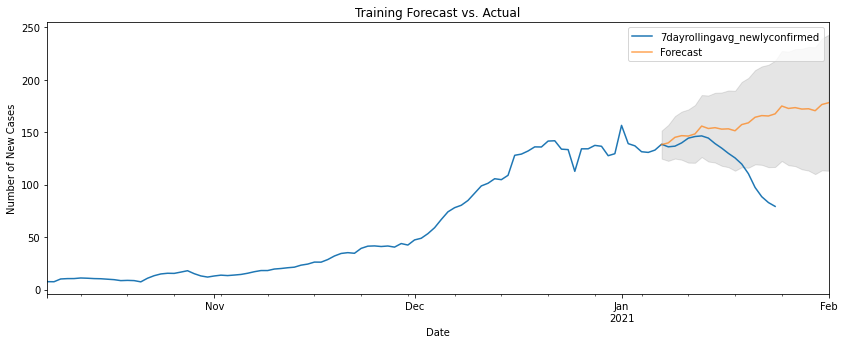 Training Forecast vs. Actual
250
200
150
100
50
0
Number of New Cases
7dayrollingavg_newlyconfirmed
Forecast
Nov
Dec
Jan
2021
Feb
Date